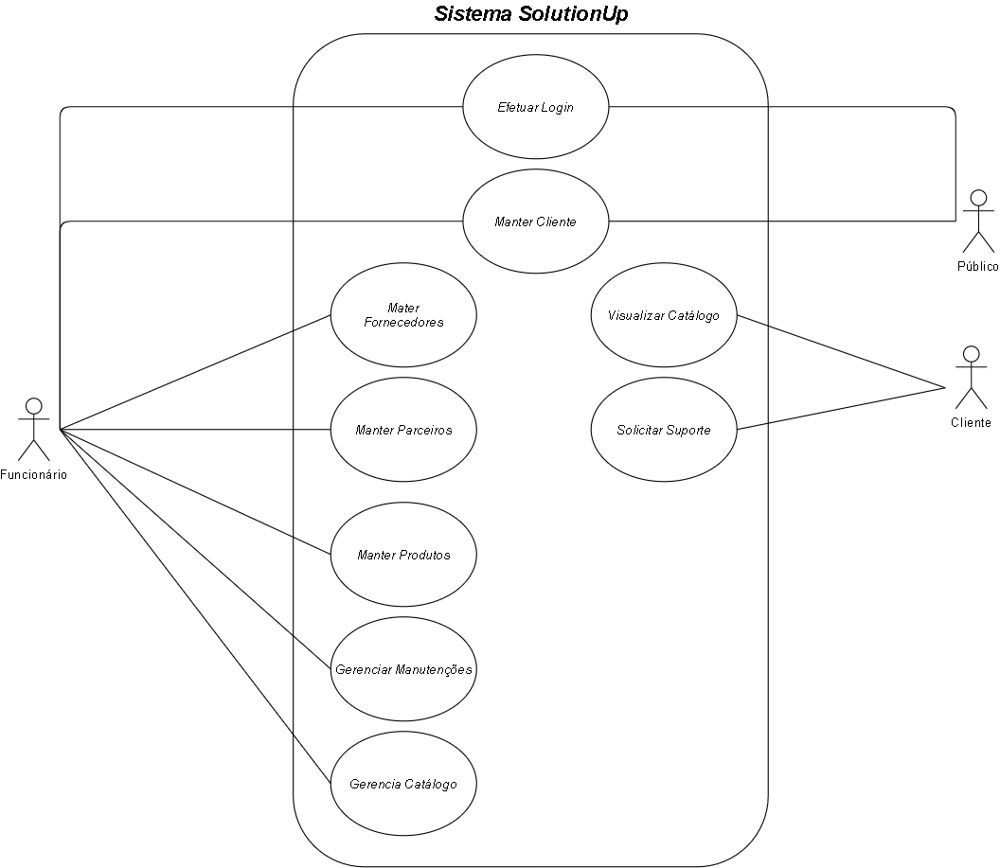 Sistema SolutionUp
Efetuar Login
Manter Cliente
Público
Mater
Fornecedores
Visualizar Catálogo
Cliente
Funcionário
Manter Parceiros
Solicitar Suporte
Manter Produtos
Gerenciar Manutenções
Gerencia Catálogo